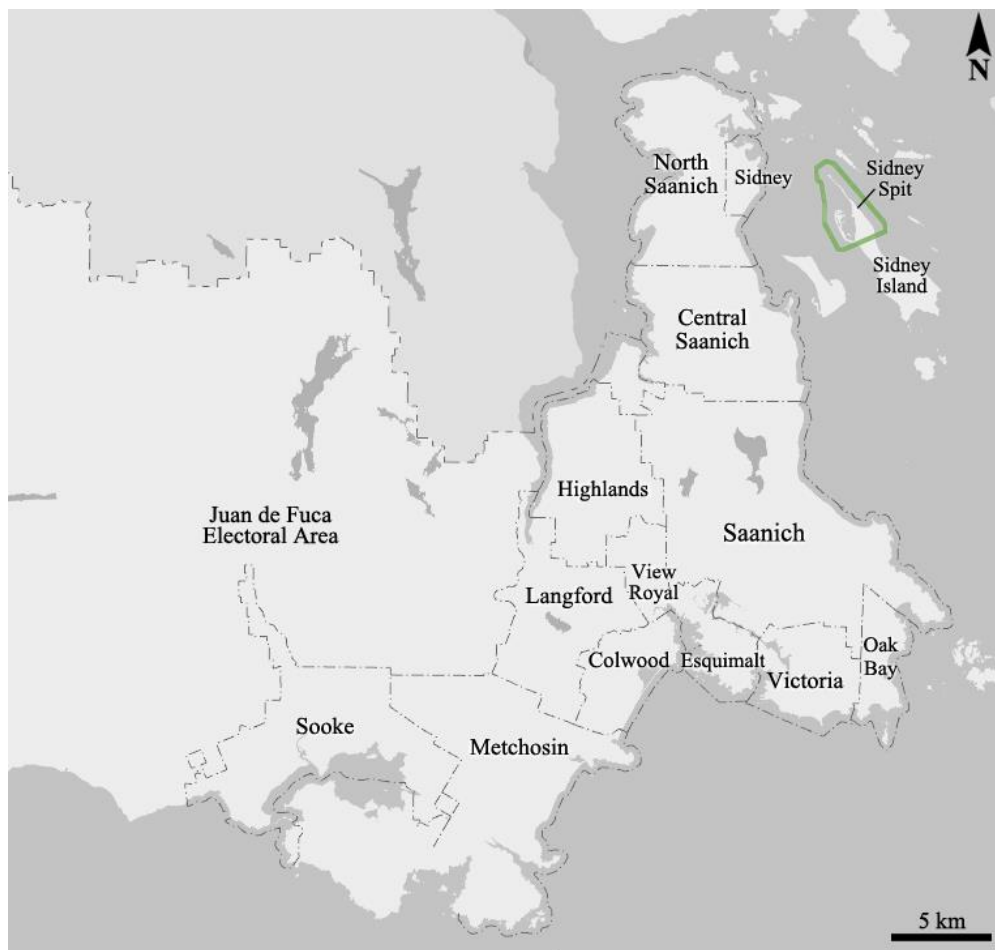 N
North
Saanich
Sidney
Sidney
Spit
Sidney
Island
Central
Saanich
Highlands
Juan de Fuca
Electoral Area
Saanich
View
Royal
Langford
Oak
Bay
Colwood
Esquimalt
Victoria
Sooke
Metchosin
5 km